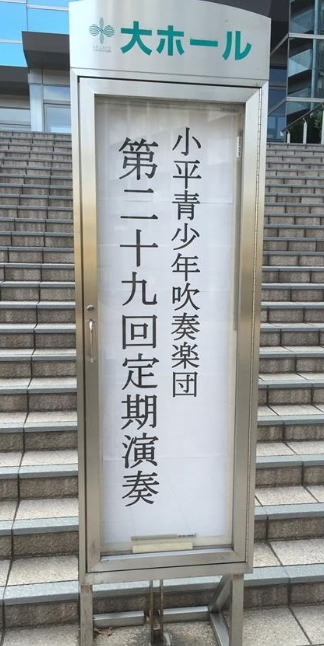 大ホール
小平青少年吹奏楽団
第二十九回定期演奏